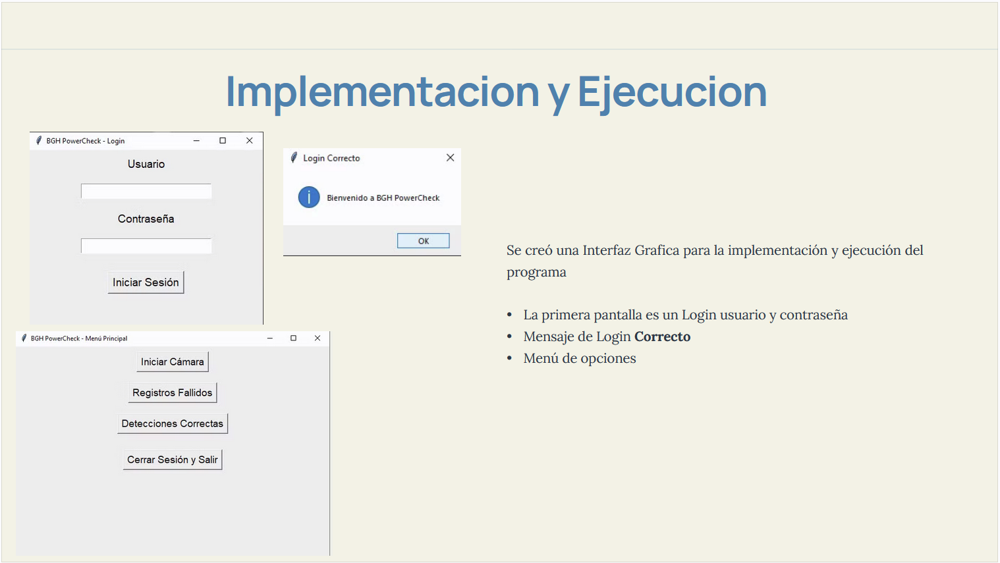 Implementacion y Ejecucion
BGH PowerCheck - Login
Usuario
Contraseña
Iniciar Sesión
Login Correcto
Bienvenido a BGH PowerCheck
OK
BGH PowerCheck - Menú Principal
Iniciar Cámara
Registros Fallidos
Detecciones Correctas
Cerrar Sesión y Salir
Se creó una Interfaz Grafica para la implementación y ejecución del
programa
• La primera pantalla es un Login usuario y contraseña
• Mensaje de Login Correcto
• Menú de opciones